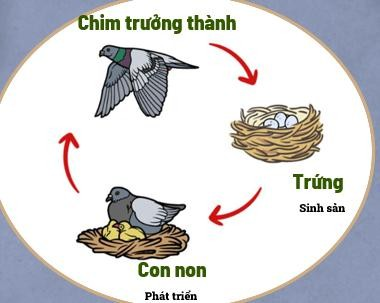 Chim trưởng thành
Trứng
Sinh sản
Con non
Phát triển